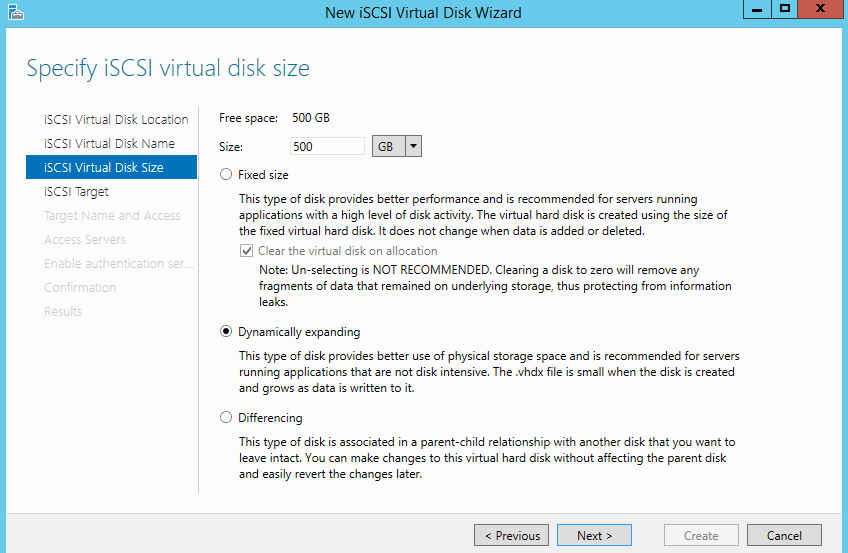 New iSCSI Virtual Disk Wizard
Specify iSCSI virtual disk size
iSCSI Virtual Disk Location
iSCSI Virtual Disk Name
iSCSI Virtual Disk Size
iSCSI Target
Target Name and Access
Access Servers
Enable authentication ser...
Confirmation
Results
Free space: 500 GB
Size: 500 GB
Fixed size
This type of disk provides better performance and is recommended for servers running
applications with a high level of disk activity. The virtual hard disk is created using the size of
the fixed virtual hard disk. It does not change when data is added or deleted.
Clear the virtual disk on allocation
Note: Un-selecting is NOT RECOMMENDED. Clearing a disk to zero will remove any
fragments of data that remained on underlying storage, thus protecting from information
leaks.
Dynamically expanding
This type of disk provides better use of physical storage space and is recommended for servers
running applications that are not disk intensive. The .vhdx file is small when the disk is created
and grows as data is written to it.
Differencing
This type of disk is associated in a parent-child relationship with another disk that you want to
leave intact. You can make changes to this virtual hard disk without affecting the parent disk
and easily revert the changes later.
< Previous Next > Create Cancel